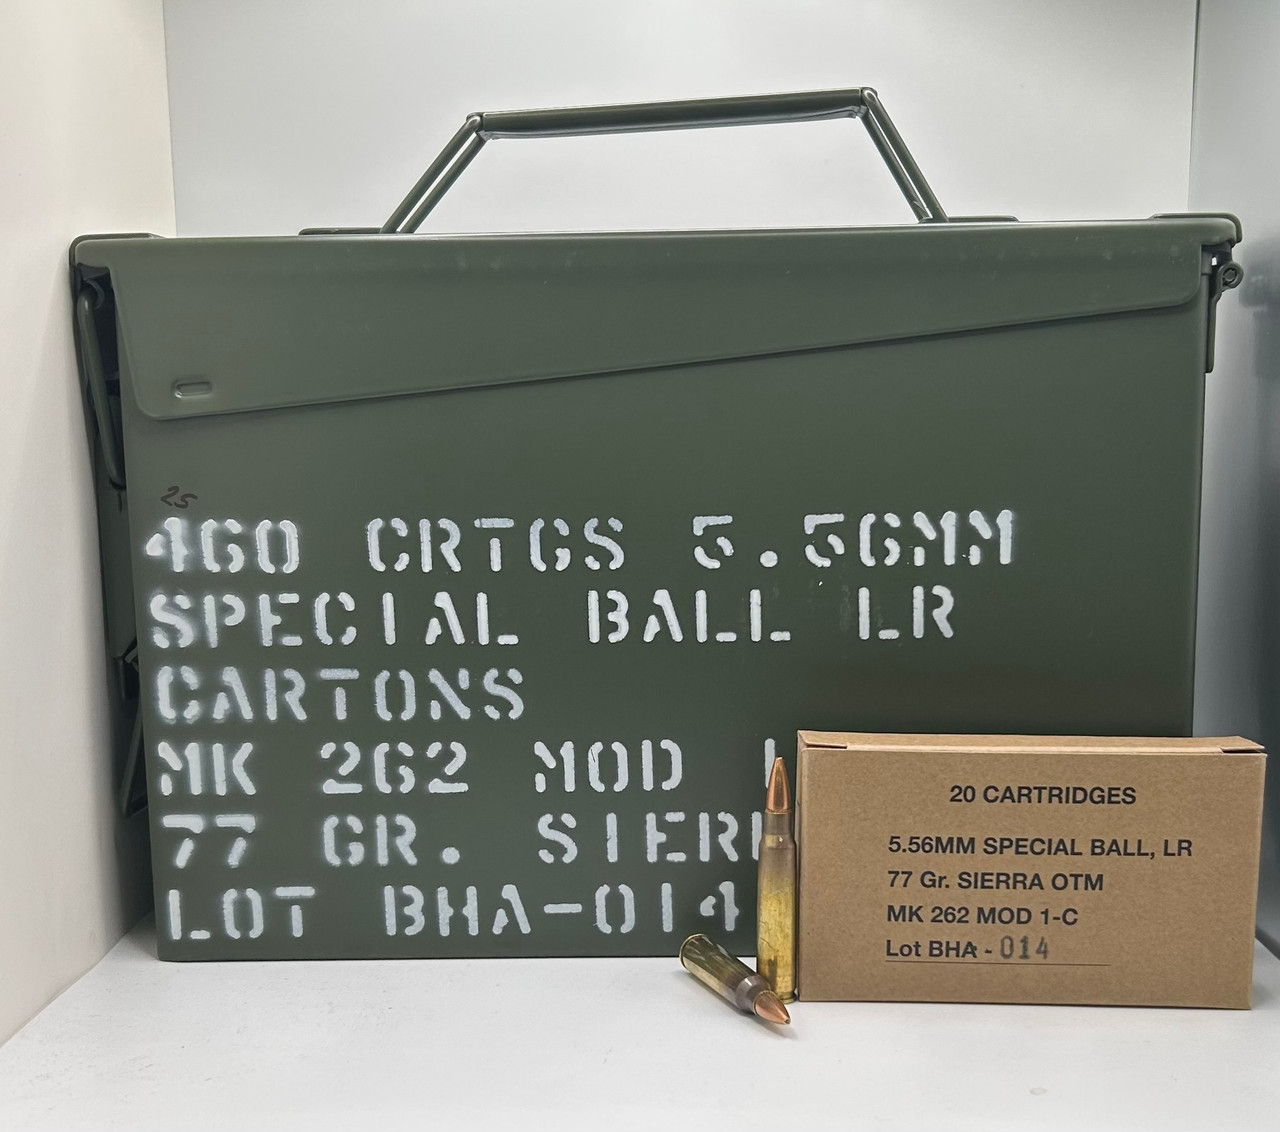 25
460 CRTGS 5.56MM
SPECIAL BALL LR
CARTONS
MK 262 MOD
77 GR.
LOT BHA-014
20 CARTRIDGES
5.56MM SPECIAL BALL, LR
77 Gr. SIERRA OTM
MK 262 MOD 1-C
Lot BHA - 014